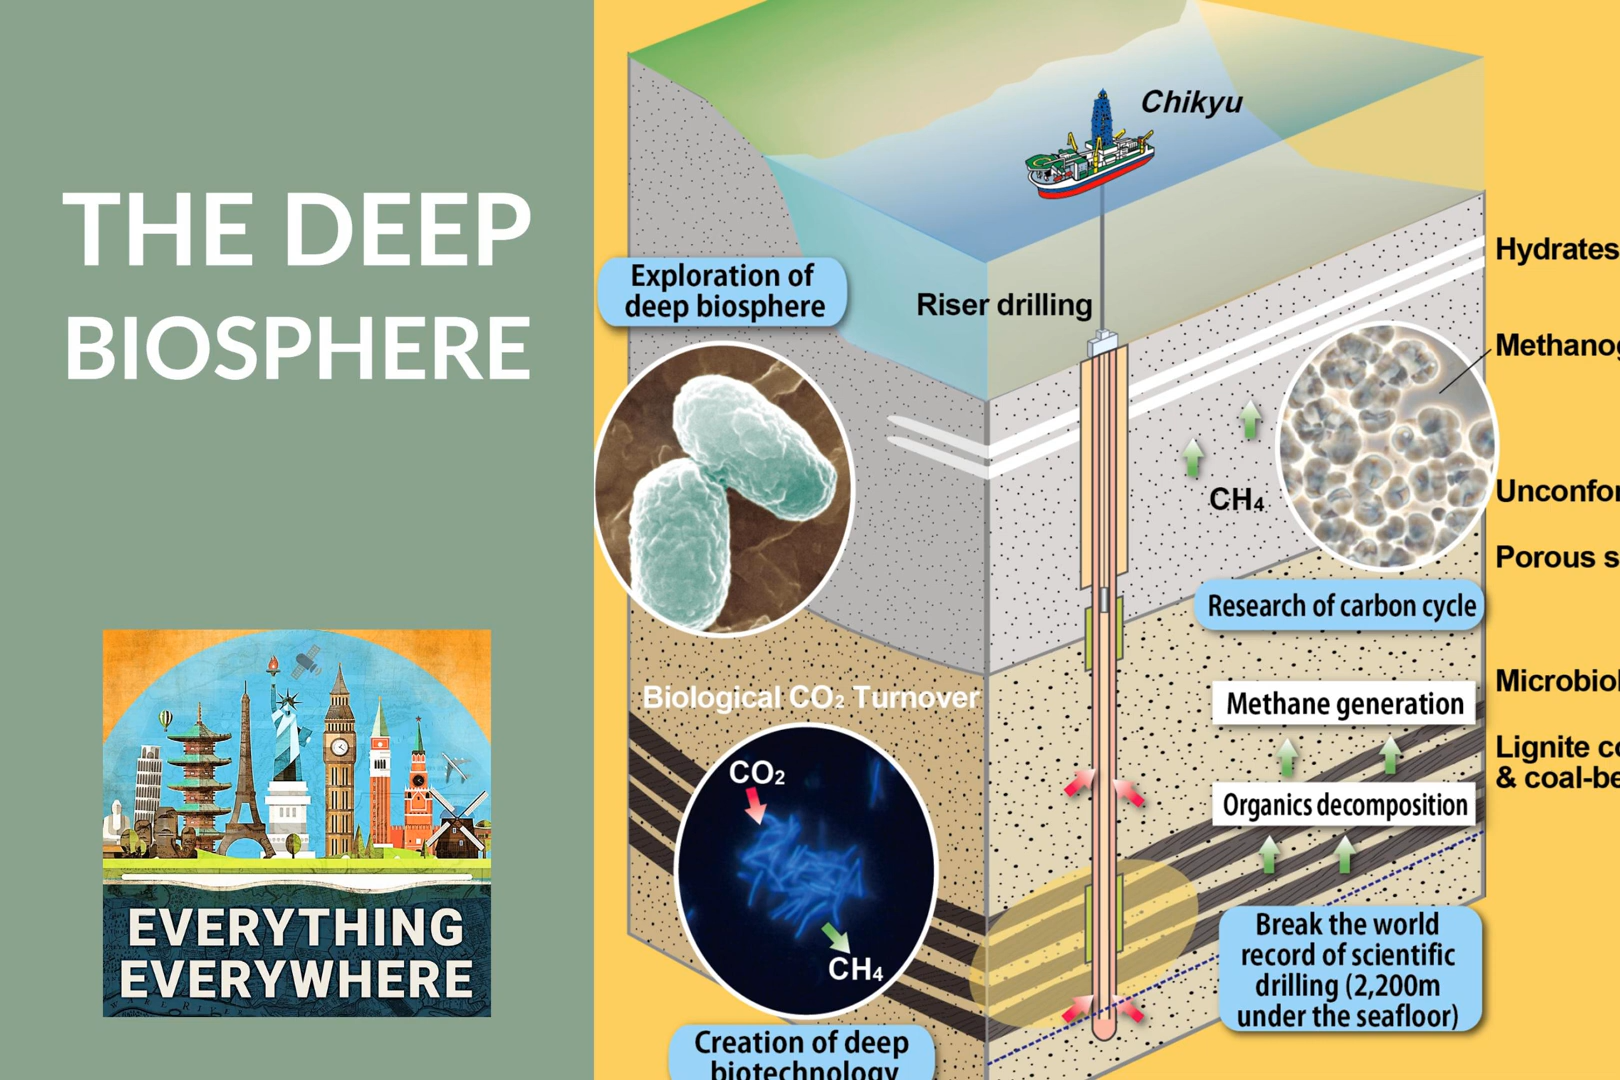 THE DEEP
BIOSPHERE
EVERYTHING
EVERYWHERE
Chikyu
Exploration of
deep biosphere
Riser drilling
Hydrates
CH₄
Research of carbon cycle
Porous
Biological CO₂ Turnover
Methane generation
Lignite
& 
Organics decomposition
CO₂
CH₄
Break the world
record of scientific
drilling (2,200m
under the seafloor)
Creation of deep
biotechnology